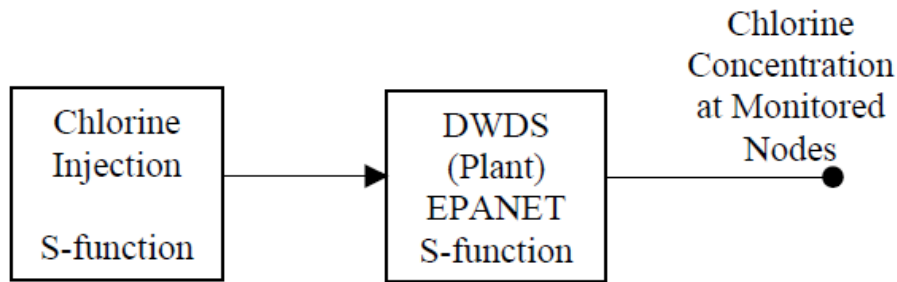 Chlorine
Injection
S-function
DWDS
(Plant)
EPANET
S-function
Chlorine
Concentration
at Monitored
Nodes